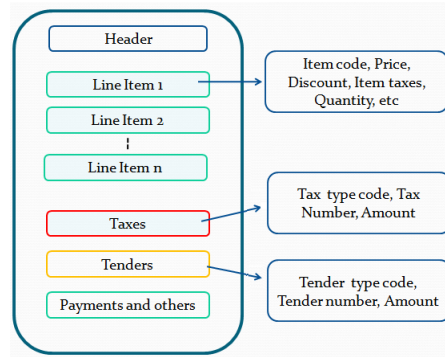 Header
Line Item 1
Line Item 2
Line Item n
Taxes
Tenders
Payments and others
Item code, Price,
Discount, Item taxes,
Quantity, etc
Tax type code, Tax
Number, Amount
Tender type code,
Tender number, Amount